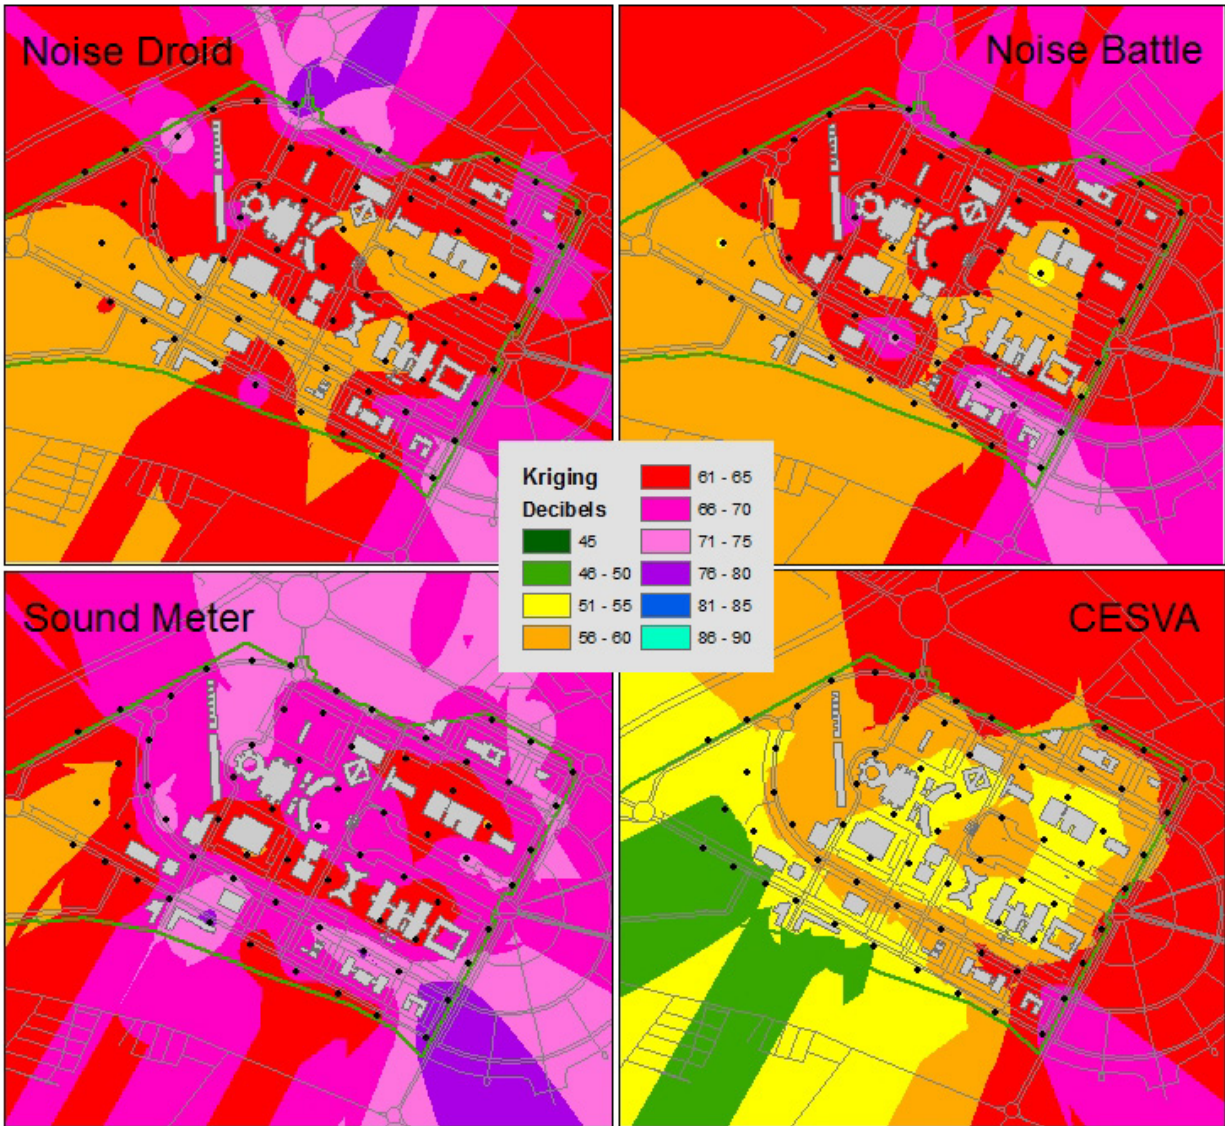 Noise Droid
Noise Battle
Kriging
Decibels
45
46 - 50
51 - 55
56 - 60
61 - 65
66 - 70
71 - 75
76 - 80
81 - 85
86 - 90
Sound Meter
CESVA